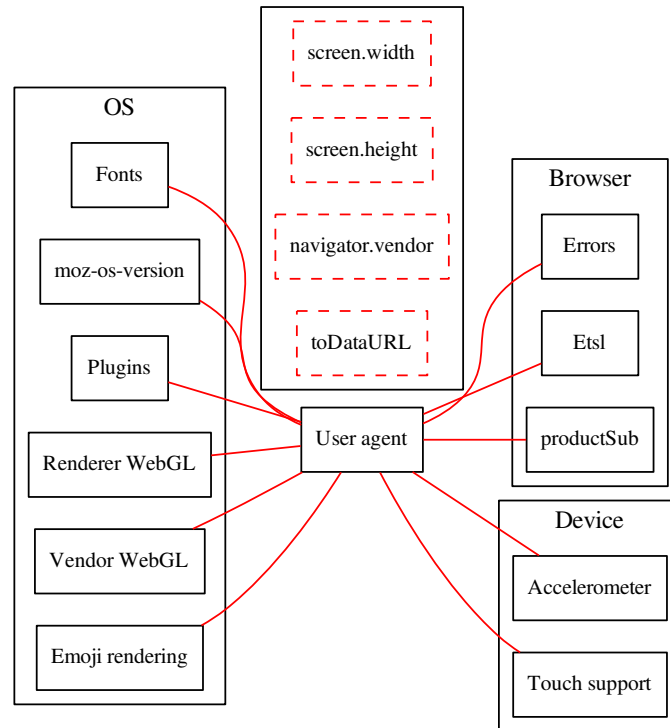 OS
Fonts
moz-os-version
Plugins
Renderer WebGL
Vendor WebGL
Emoji rendering
screen.width
screen.height
navigator.vendor
toDataURL
User agent
Browser
Errors
Etsl
productSub
Device
Accelerometer
Touch support